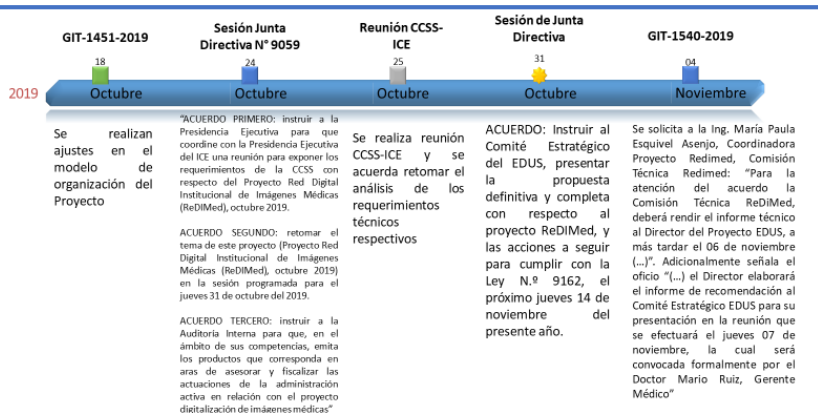 GIT-1451-2019
Sesión Junta
Directiva N° 9059
Reunión CCSS-
ICE
Sesión de Junta
Directiva
GIT-1540-2019
18
24
25
31
04
2019
Octubre
Octubre
Octubre
Octubre
Noviembre
Se realizan
ajustes en el
modelo de
organización del
Proyecto
"ACUERDO PRIMERO: instruir a la
Presidencia Ejecutiva para que
coordine con la Presidencia Ejecutiva
del ICE una reunión para exponer los
requerimientos de la CCSS con
respecto del Proyecto Red Digital
Institucional de Imágenes Médicas
(ReDIMed), octubre 2019.
ACUERDO SEGUNDO: retomar el
tema de este proyecto (Proyecto Red
Digital Institucional de Imágenes
Médicas (ReDIMed), octubre 2019)
en la sesión programada para el
jueves 31 de octubre del 2019.
ACUERDO TERCERO: instruir a la
Auditoría Interna para que, en el
ámbito de sus competencias, emita
los productos que corresponda en
aras de asesorar y fiscalizar las
actuaciones de la administración
activa en relación con el proyecto
digitalización de imágenes médicas"
Se realiza reunión
CCSS-ICE y se
acuerda retomar el
análisis de los
requerimientos
técnicos
respectivos
ACUERDO: Instruir al
Comité Estratégico
del EDUS, presentar
la propuesta
definitiva y completa
con respecto al
proyecto ReDIMed, y
las acciones a seguir
para cumplir con la
Ley N.º 9162, el
próximo jueves 14 de
noviembre del
presente año.
Se solicita a la Ing. María Paula
Esquivel Asenjo, Coordinadora
Proyecto Redimed, Comisión
Técnica Redimed: "Para la
atención del acuerdo la
Comisión Técnica ReDiMed,
deberá rendir el informe técnico
al Director del Proyecto EDUS, a
más tardar el 06 de noviembre
(...)". Adicionalmente señala el
oficio "(...) el Director elaborará
el informe de recomendación al
Comité Estratégico EDUS para su
presentación en la reunión que
se efectuará el jueves 07 de
noviembre, la cual será
convocada formalmente por el
Doctor Mario Ruiz, Gerente
Médico"